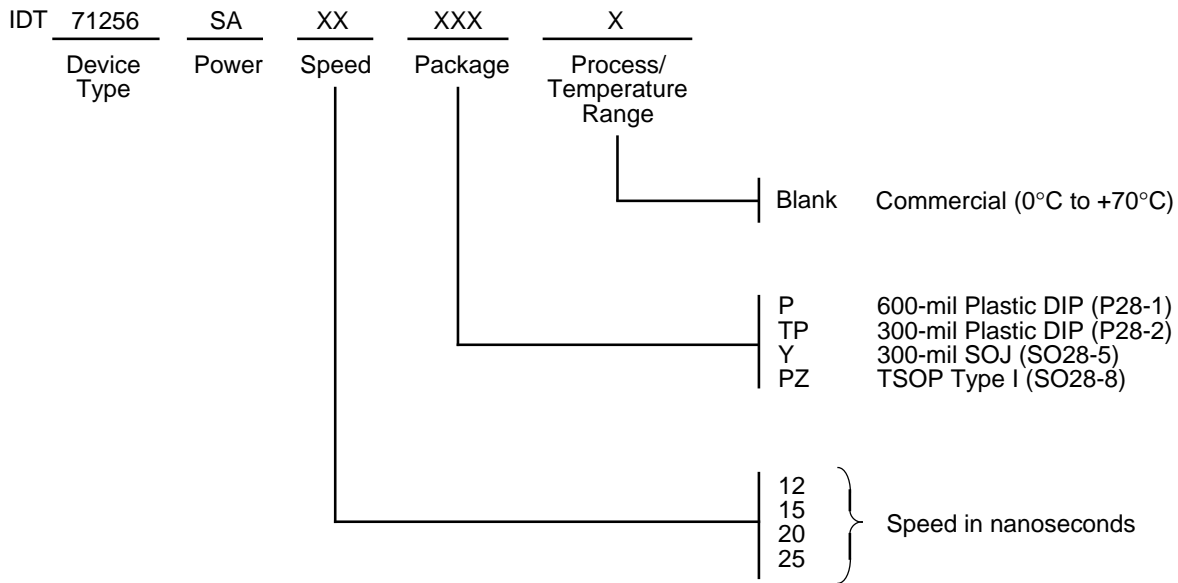 IDT 71256 SA XX XXX X
Device Type Power Speed Package Process/ Temperature Range
Blank Commercial (0°C to +70°C)
P 600-mil Plastic DIP (P28-1)
TP 300-mil Plastic DIP (P28-2)
Y 300-mil SOJ (SO28-5)
PZ TSOP Type I (SO28-8)
12
15
20
25
Speed in nanoseconds